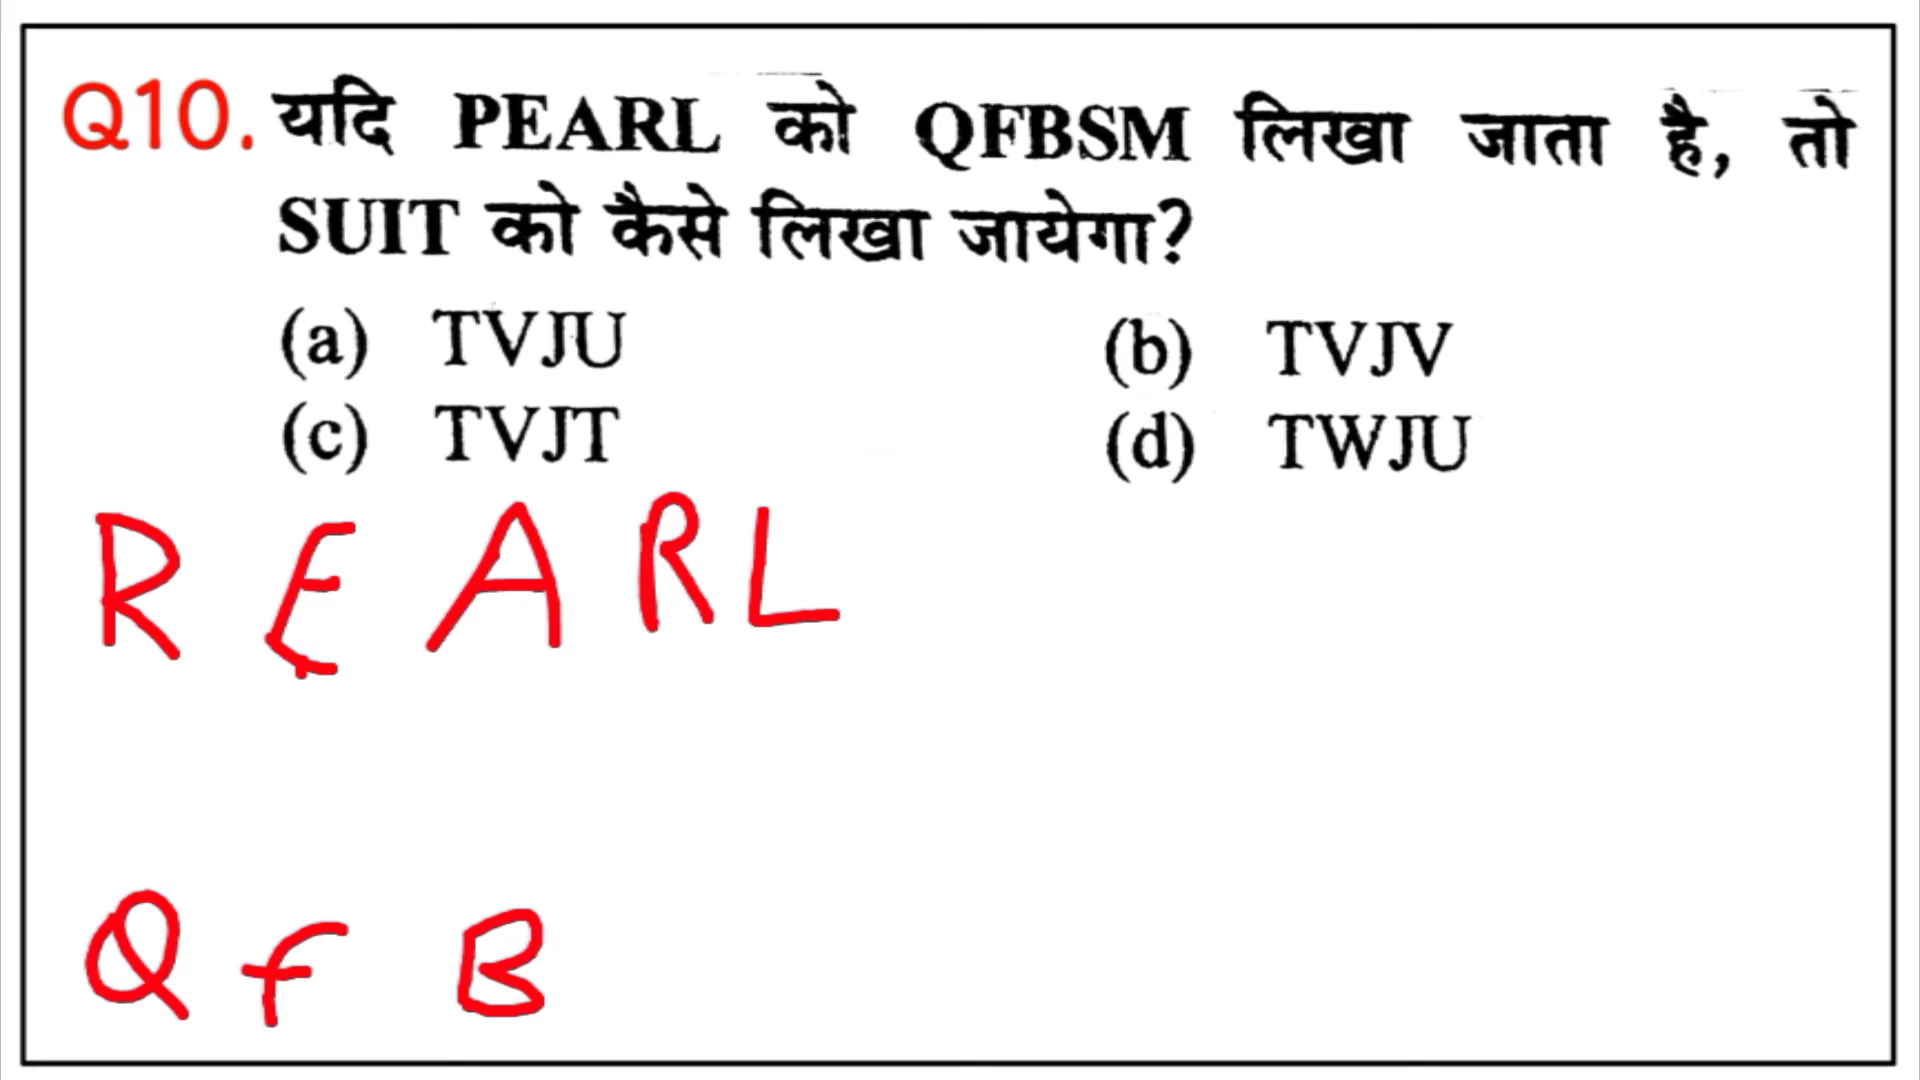 Q10. यदि PEARL को QFBSM लिखा जाता है, तो
SUIT को कैसे लिखा जायेगा?
(a) TVJU (b) TVJV
(c) TVJT (d) TWJU
R E A R L
Q F B